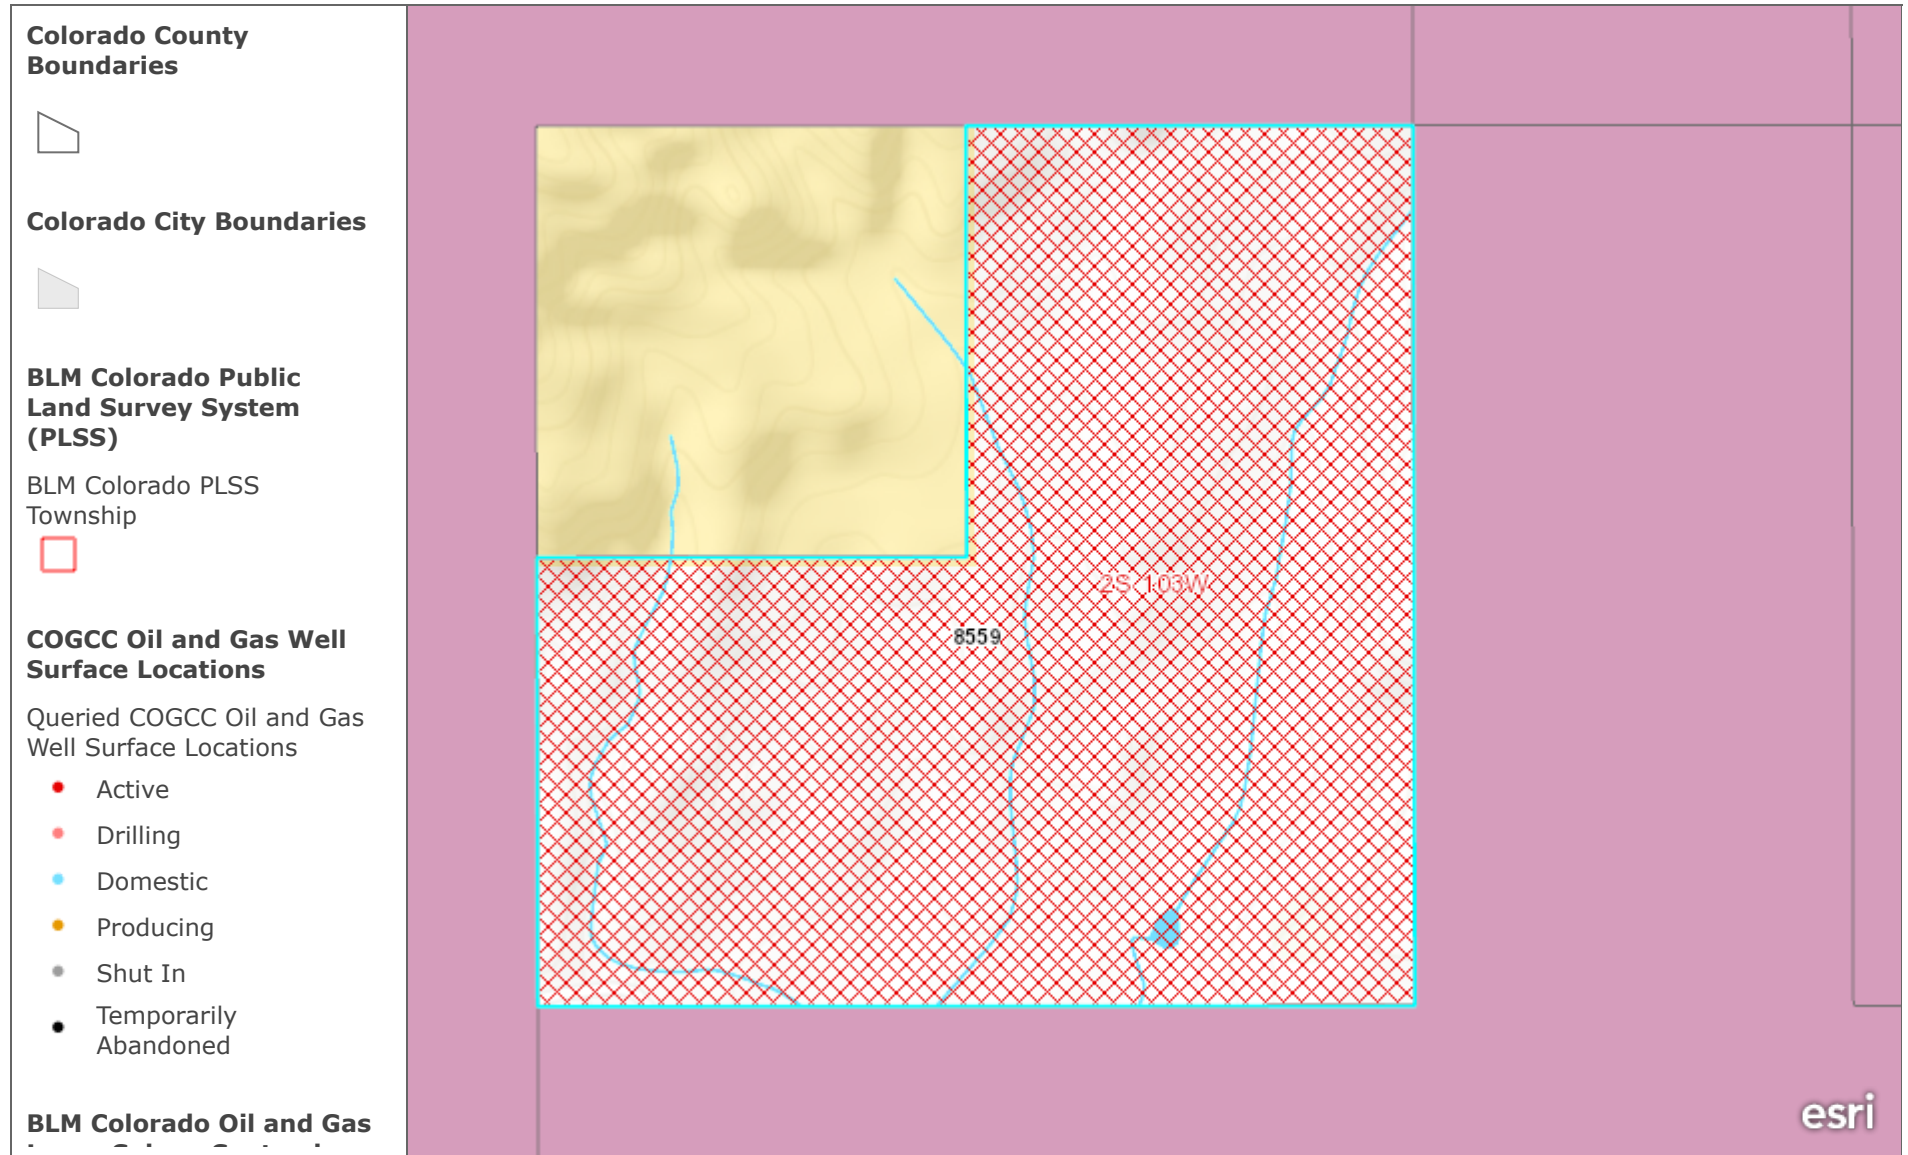 Colorado County
Boundaries
Colorado City Boundaries
BLM Colorado Public
Land Survey System
(PLSS)
BLM Colorado PLSS
Township
COGCC Oil and Gas Well
Surface Locations
Queried COGCC Oil and Gas
Well Surface Locations
Active
Drilling
Domestic
Producing
Shut In
Temporarily
Abandoned
BLM Colorado Oil and Gas
2S 103W
8559
esri